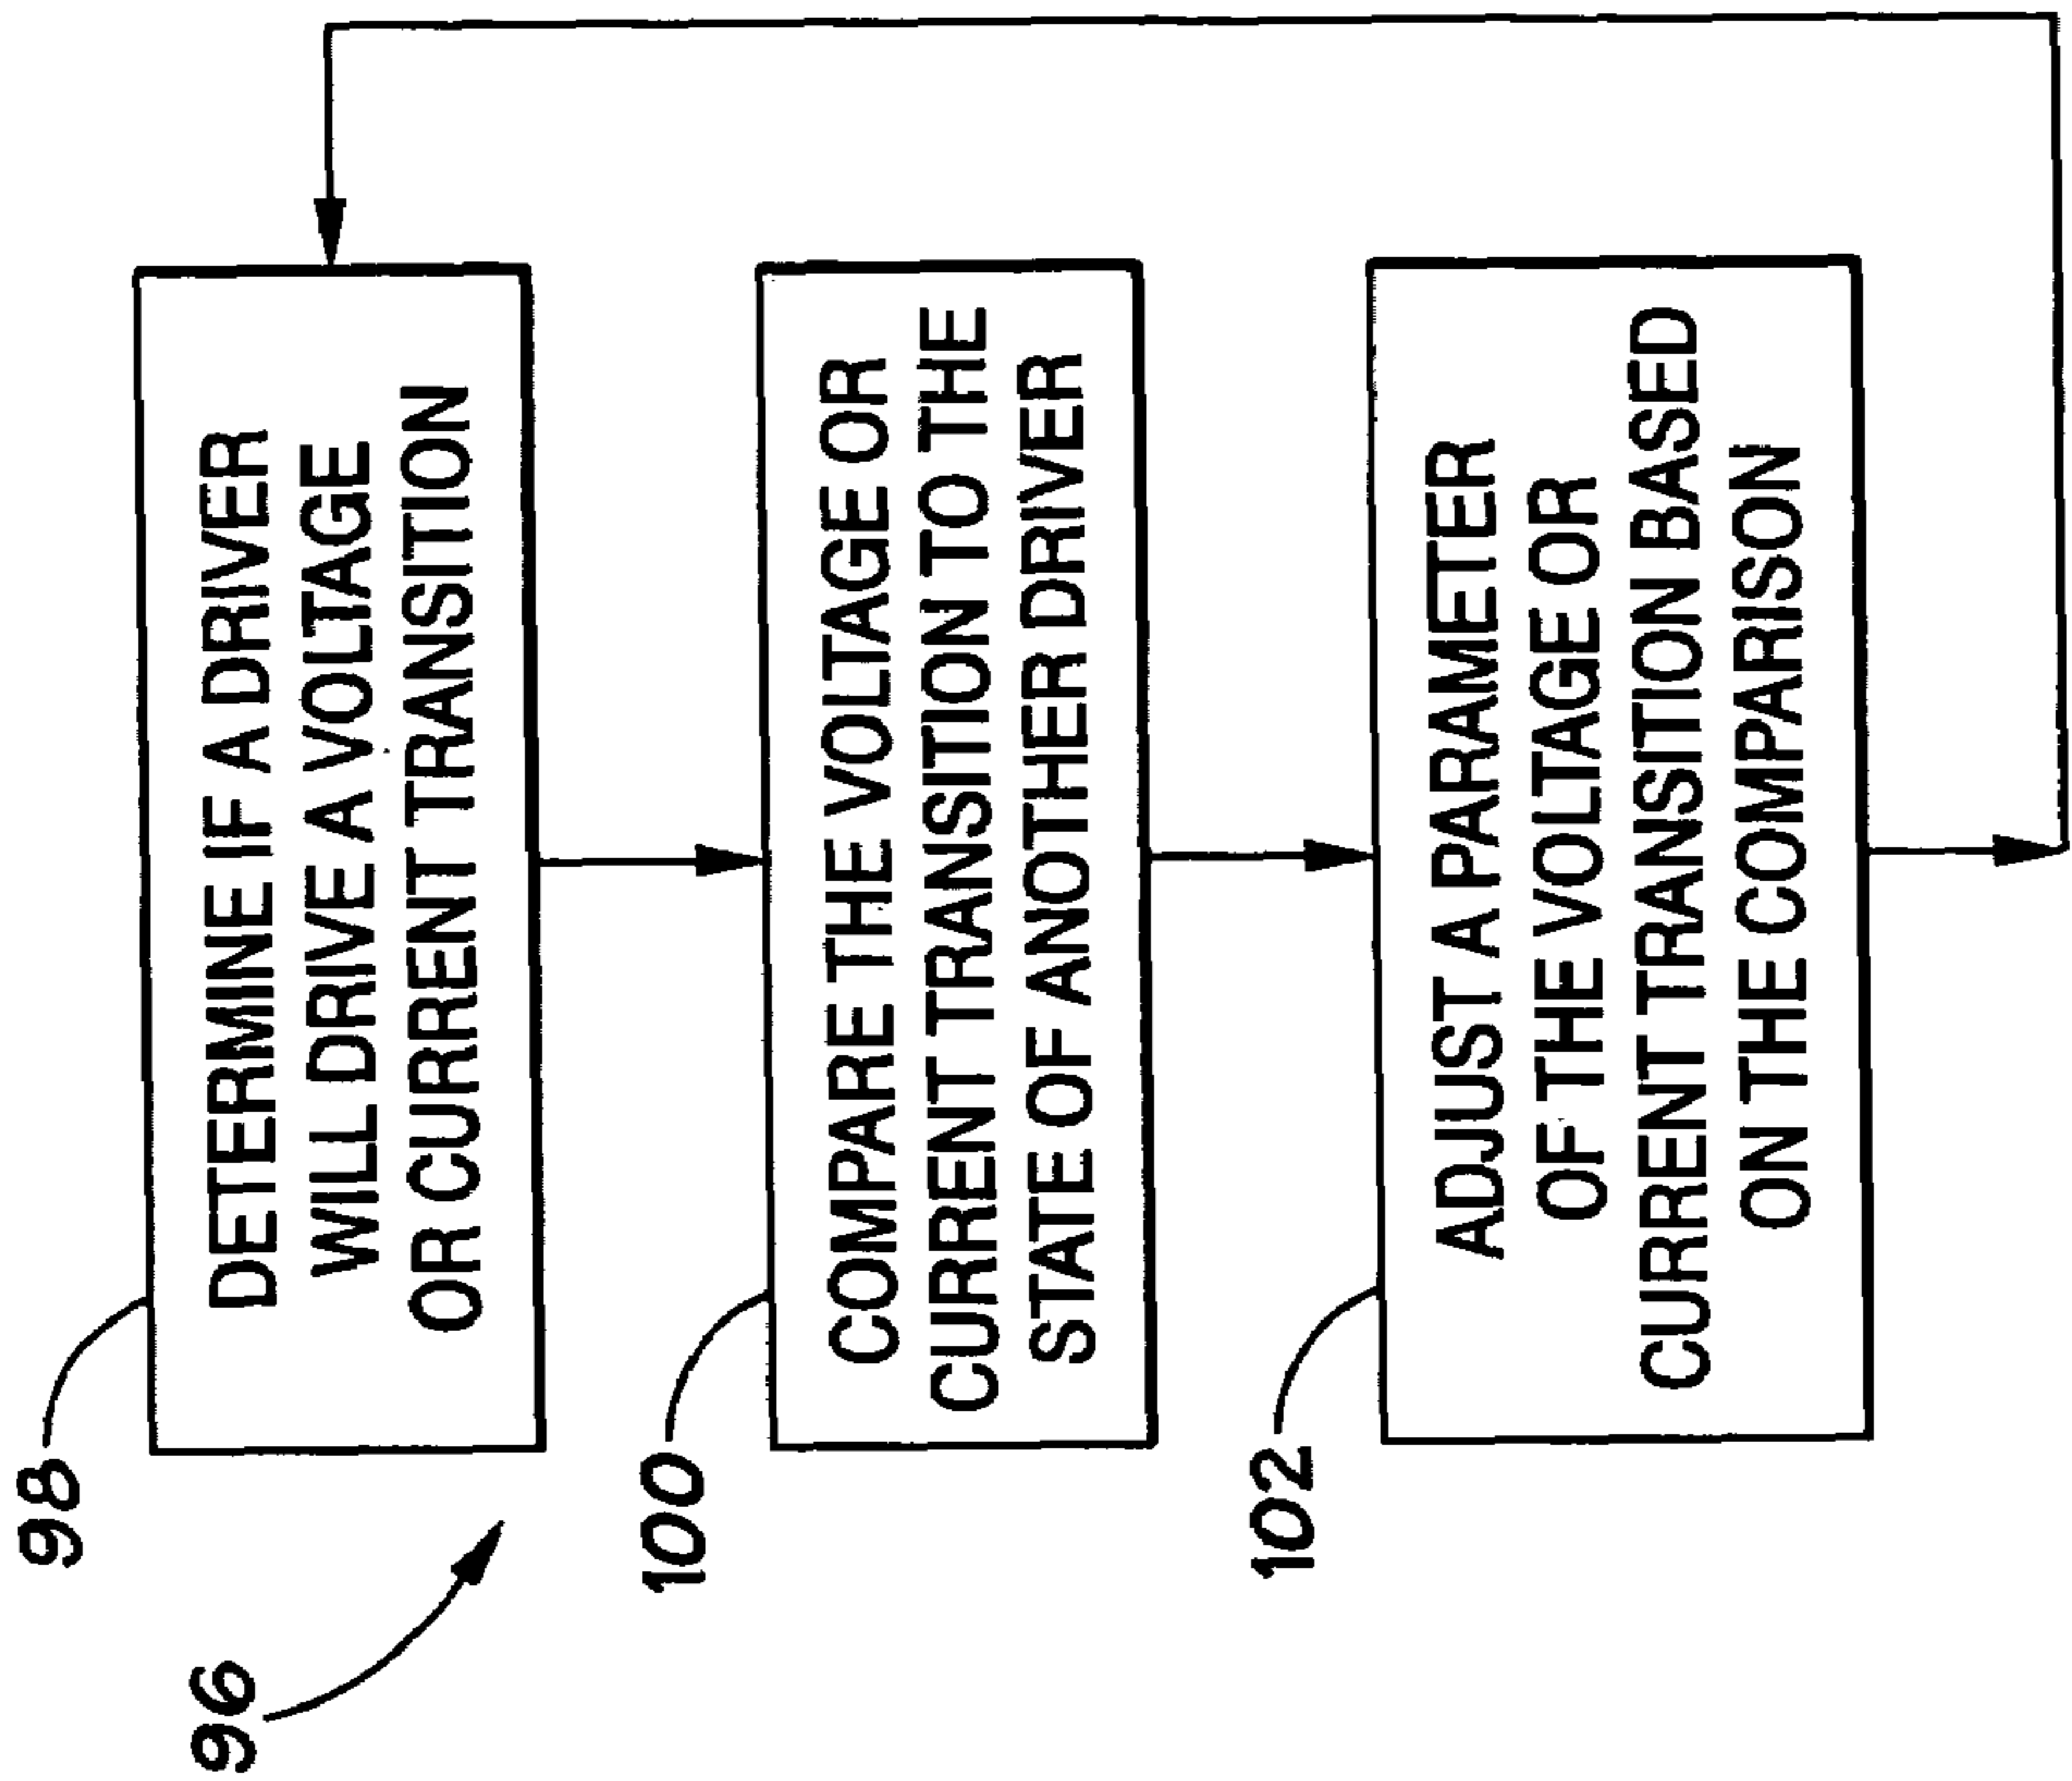 96
98
DETERMINE IF A DRIVER
WILL DRIVE A VOLTAGE
OR CURRENT TRANSITION
100
COMPARE THE VOLTAGE OR
CURRENT TRANSITION TO THE
STATE OF ANOTHER DRIVER
102
ADJUST A PARAMETER
OF THE VOLTAGE OR
CURRENT TRANSITION BASED
ON THE COMPARISON